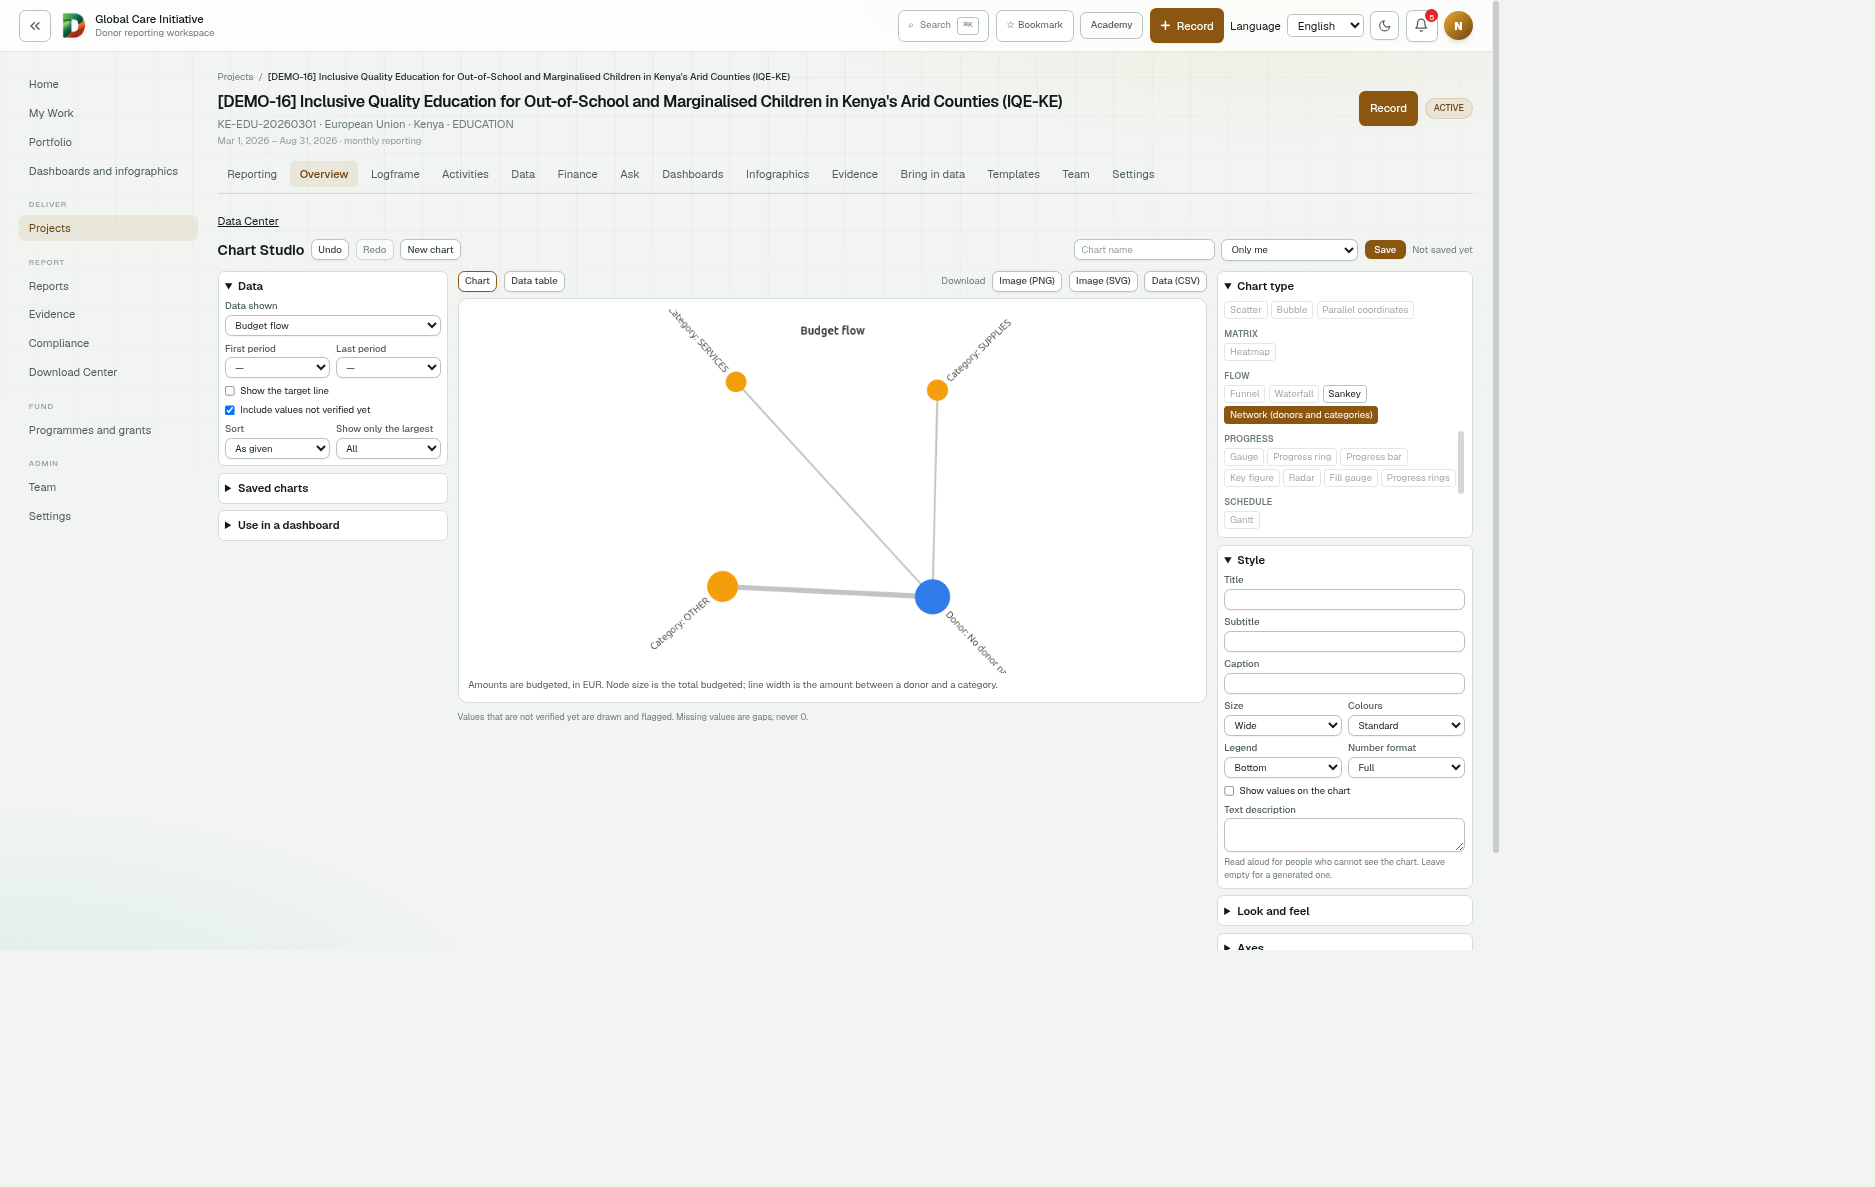 Global Care Initiative
Donor reporting workspace
Search ⌘K
☆ Bookmark
Academy
+ Record
Language
English
5
N
Home
My Work
Portfolio
Dashboards and infographics
DELIVER
Projects
REPORT
Reports
Evidence
Compliance
Download Center
FUND
Programmes and grants
ADMIN
Team
Settings
Projects / [DEMO-16] Inclusive Quality Education for Out-of-School and Marginalised Children in Kenya's Arid Counties (IQE-KE)
[DEMO-16] Inclusive Quality Education for Out-of-School and Marginalised Children in Kenya's Arid Counties (IQE-KE)
Record
ACTIVE
KE-EDU-20260301 · European Union · Kenya · EDUCATION
Mar 1, 2026 – Aug 31, 2026 · monthly reporting
Reporting Overview Logframe Activities Data Finance Ask Dashboards Infographics Evidence Bring in data Templates Team Settings
Data Center
Chart Studio
Undo Redo New chart
Chart name
Only me
Save
Not saved yet
Data
Data shown
Budget flow
First period Last period
— —
Show the target line
Include values not verified yet
Sort Show only the largest
As given All
Saved charts
Use in a dashboard
Chart Data table
Download Image (PNG) Image (SVG) Data (CSV)
Budget flow
Category: SERVICES
Category: SUPPLIES
Category: OTHER
Donor: No donor
Amounts are budgeted, in EUR. Node size is the total budgeted; line width is the amount between a donor and a category.
Values that are not verified yet are drawn and flagged. Missing values are gaps, never 0.
Chart type
Scatter Bubble Parallel coordinates
MATRIX
Heatmap
FLOW
Funnel Waterfall Sankey
Network (donors and categories)
PROGRESS
Gauge Progress ring Progress bar
Key figure Radar Fill gauge Progress rings
SCHEDULE
Gantt
Style
Title
Subtitle
Caption
Size Colours
Wide Standard
Legend Number format
Bottom Full
Show values on the chart
Text description
Read aloud for people who cannot see the chart. Leave
empty for a generated one.
Look and feel
Axes